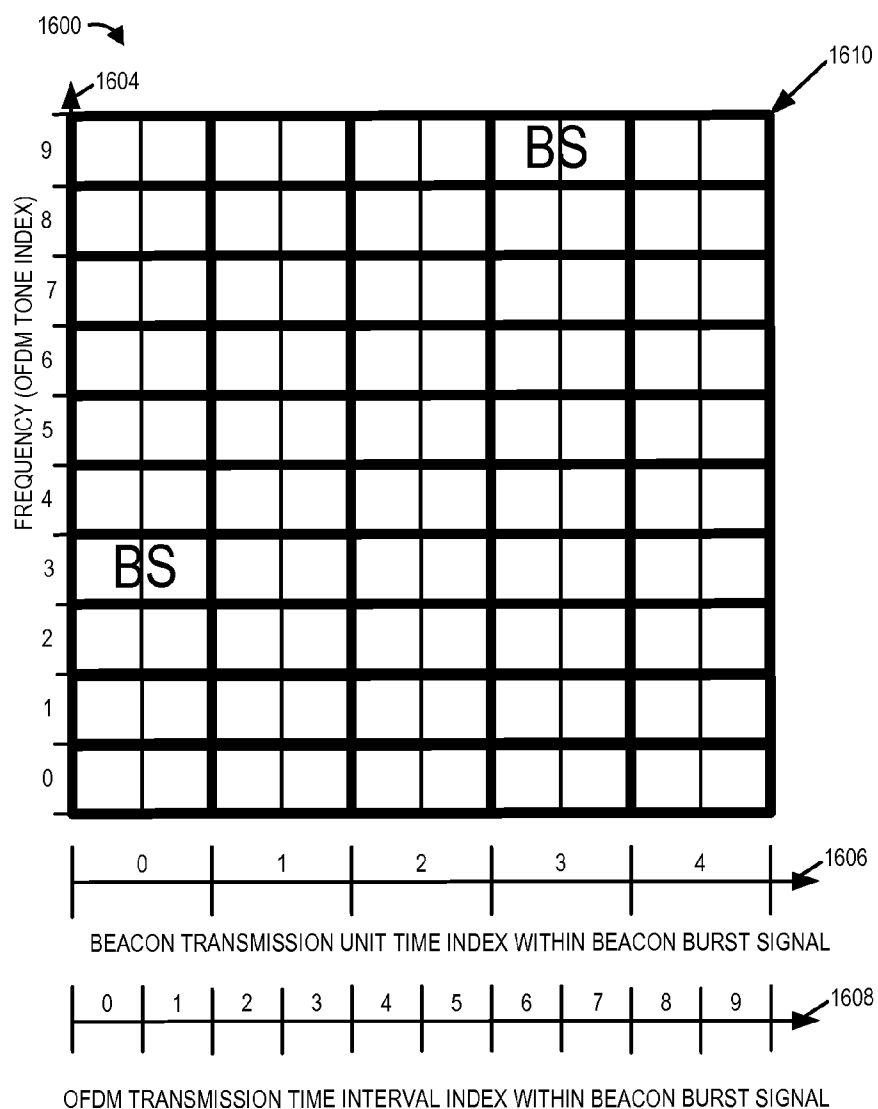 1600
1610
1604
FREQUENCY (OFDM TONE INDEX)
9
BS
8
7
6
5
4
3
BS
2
1
0
0 1 2 3 4
1606
BEACON TRANSMISSION UNIT TIME INDEX WITHIN BEACON BURST SIGNAL
0 1 2 3 4 5 6 7 8 9
1608
OFDM TRANSMISSION TIME INTERVAL INDEX WITHIN BEACON BURST SIGNAL